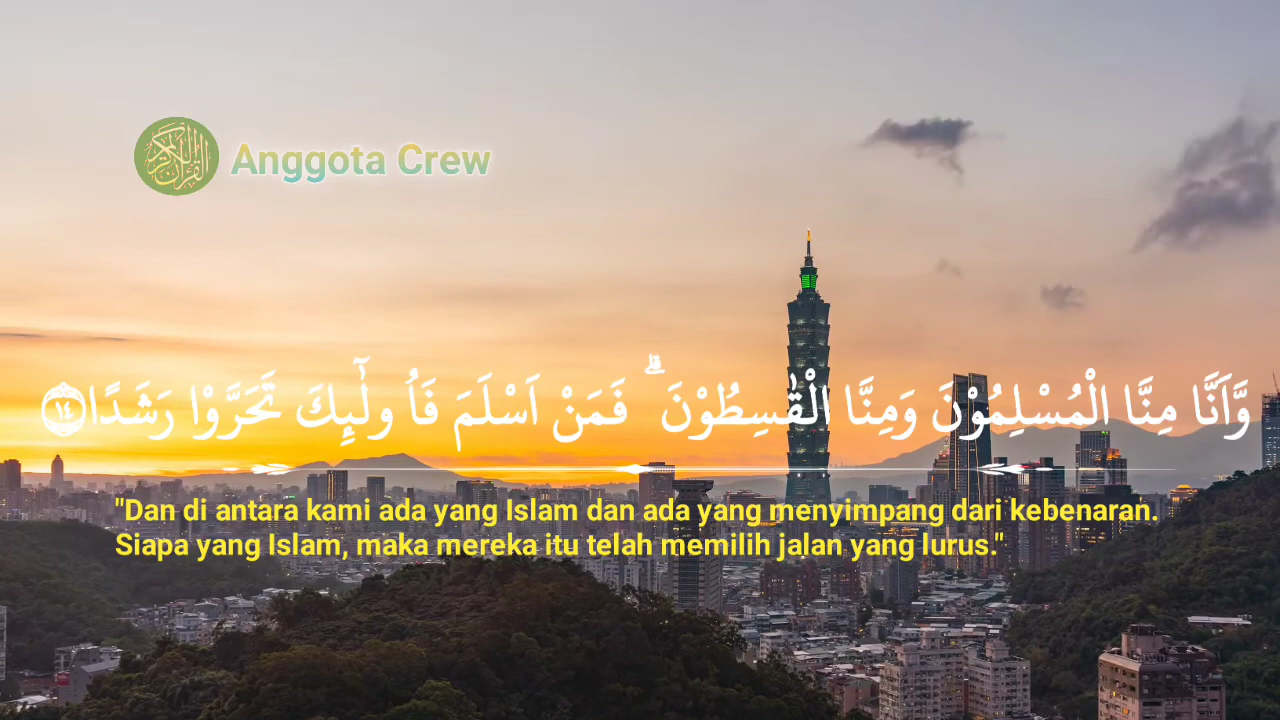 Anggota Crew
وَّاَنَّا مِنَّا الْمُسْلِمُوْنَ وَمِنَّا الْقٰسِطُوْنَ ۗ فَمَنْ اَسْلَمَ فَاُ ولٰۤىِٕكَ تَحَرَّوْا رَشَدًا ١٤
"Dan di antara kami ada yang Islam dan ada yang menyimpang dari kebenaran.
Siapa yang Islam, maka mereka itu telah memilih jalan yang lurus."